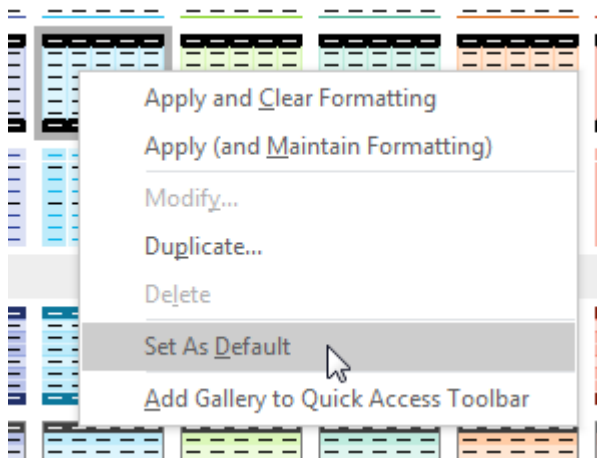 Apply and Clear Formatting
Apply (and Maintain Formatting)
Modify...
Duplicate...
Delete
Set As Default
Add Gallery to Quick Access Toolbar